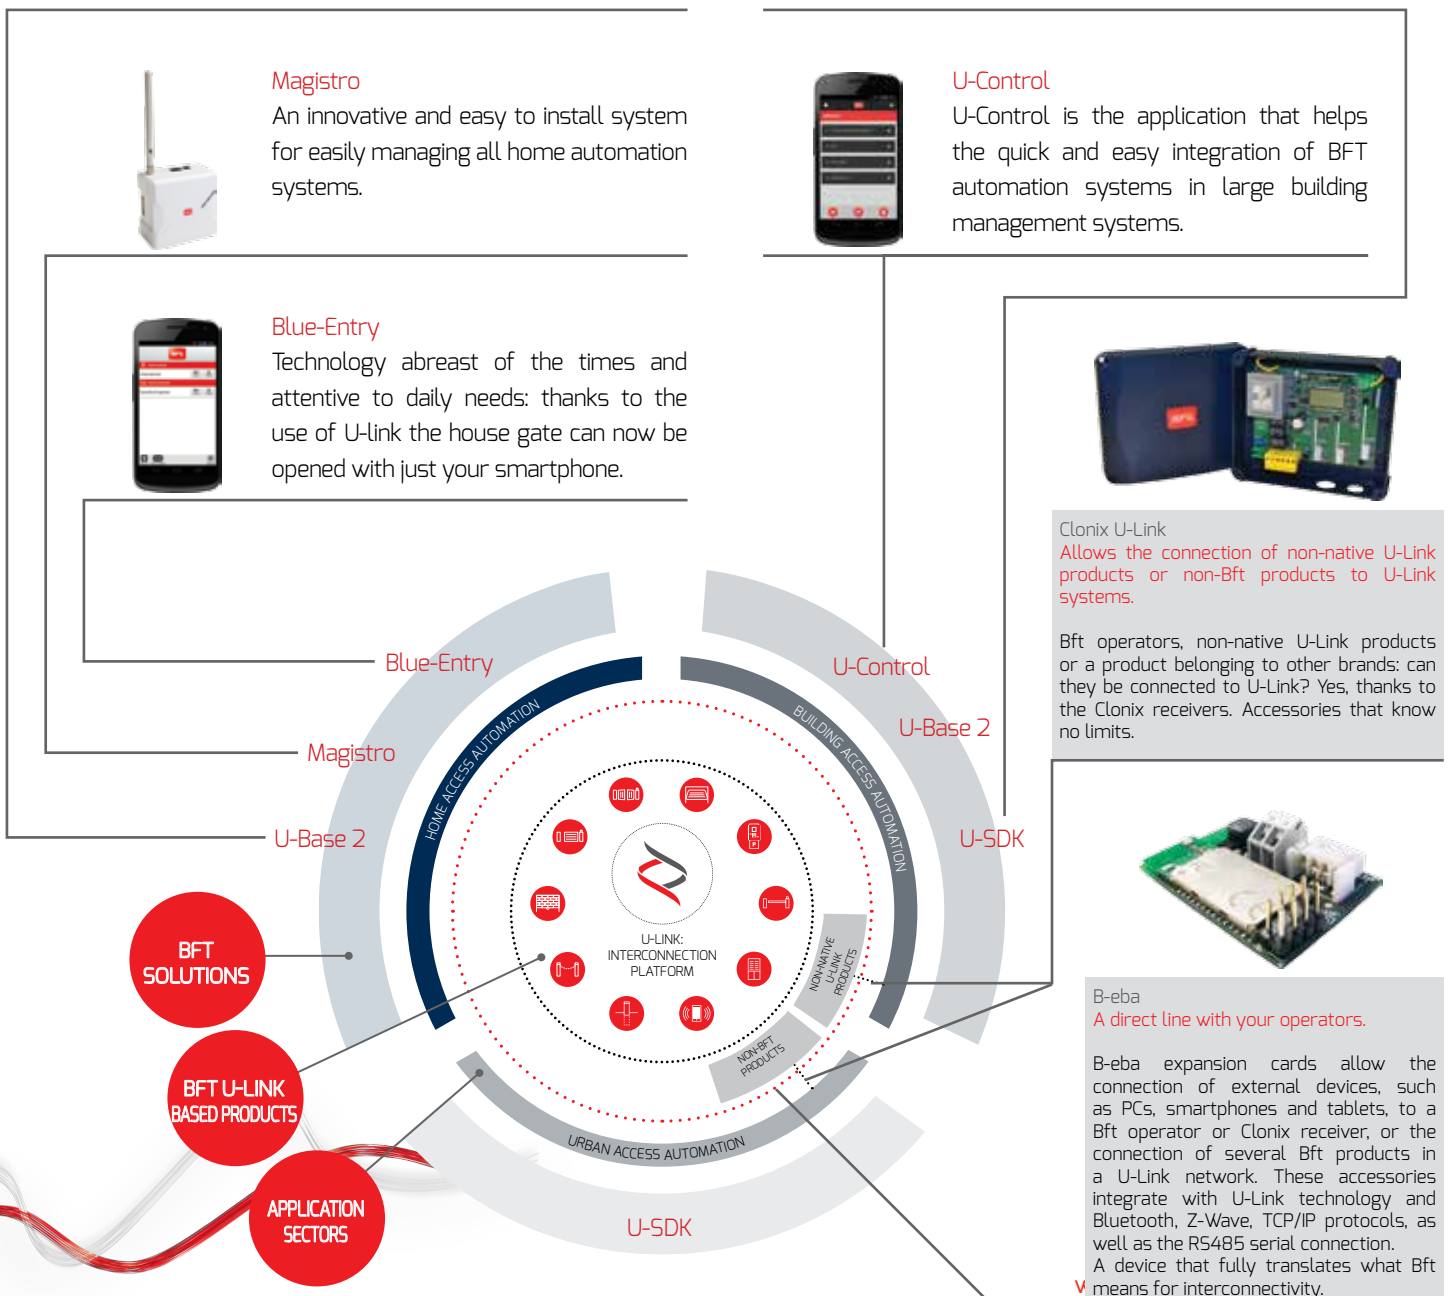 Magistro
An innovative and easy to install system
for easily managing all home automation
systems.
U-Control
U-Control is the application that helps
the quick and easy integration of BFT
automation systems in large building
management systems.
Blue-Entry
Technology abreast of the times and
attentive to daily needs: thanks to the
use of U-link the house gate can now be
opened with just your smartphone.
Clonix U-Link
Allows the connection of non-native U-Link
products or non-Bft products to U-Link
systems.
Bft operators, non-native U-Link products
or a product belonging to other brands: can
they be connected to U-Link? Yes, thanks to
the Clonix receivers. Accessories that know
no limits.
Blue-Entry
Magistro
U-Base 2
U-Control
U-Base 2
U-SDK
HOME ACCESS AUTOMATION
BUILDING ACCESS AUTOMATION
URBAN ACCESS AUTOMATION
U-LINK:
INTERCONNECTION
PLATFORM
NON-NATIVE
U-LINK
PRODUCTS
NON-BFT
PRODUCTS
U-SDK
BFT
SOLUTIONS
BFT U-LINK
BASED PRODUCTS
APPLICATION
SECTORS
B-eba
A direct line with your operators.
B-eba expansion cards allow the
connection of external devices, such
as PCs, smartphones and tablets, to a
Bft operator or Clonix receiver, or the
connection of several Bft products in
a U-Link network. These accessories
integrate with U-Link technology and
Bluetooth, Z-Wave, TCP/IP protocols, as
well as the RS485 serial connection.
A device that fully translates what Bft
means for interconnectivity.